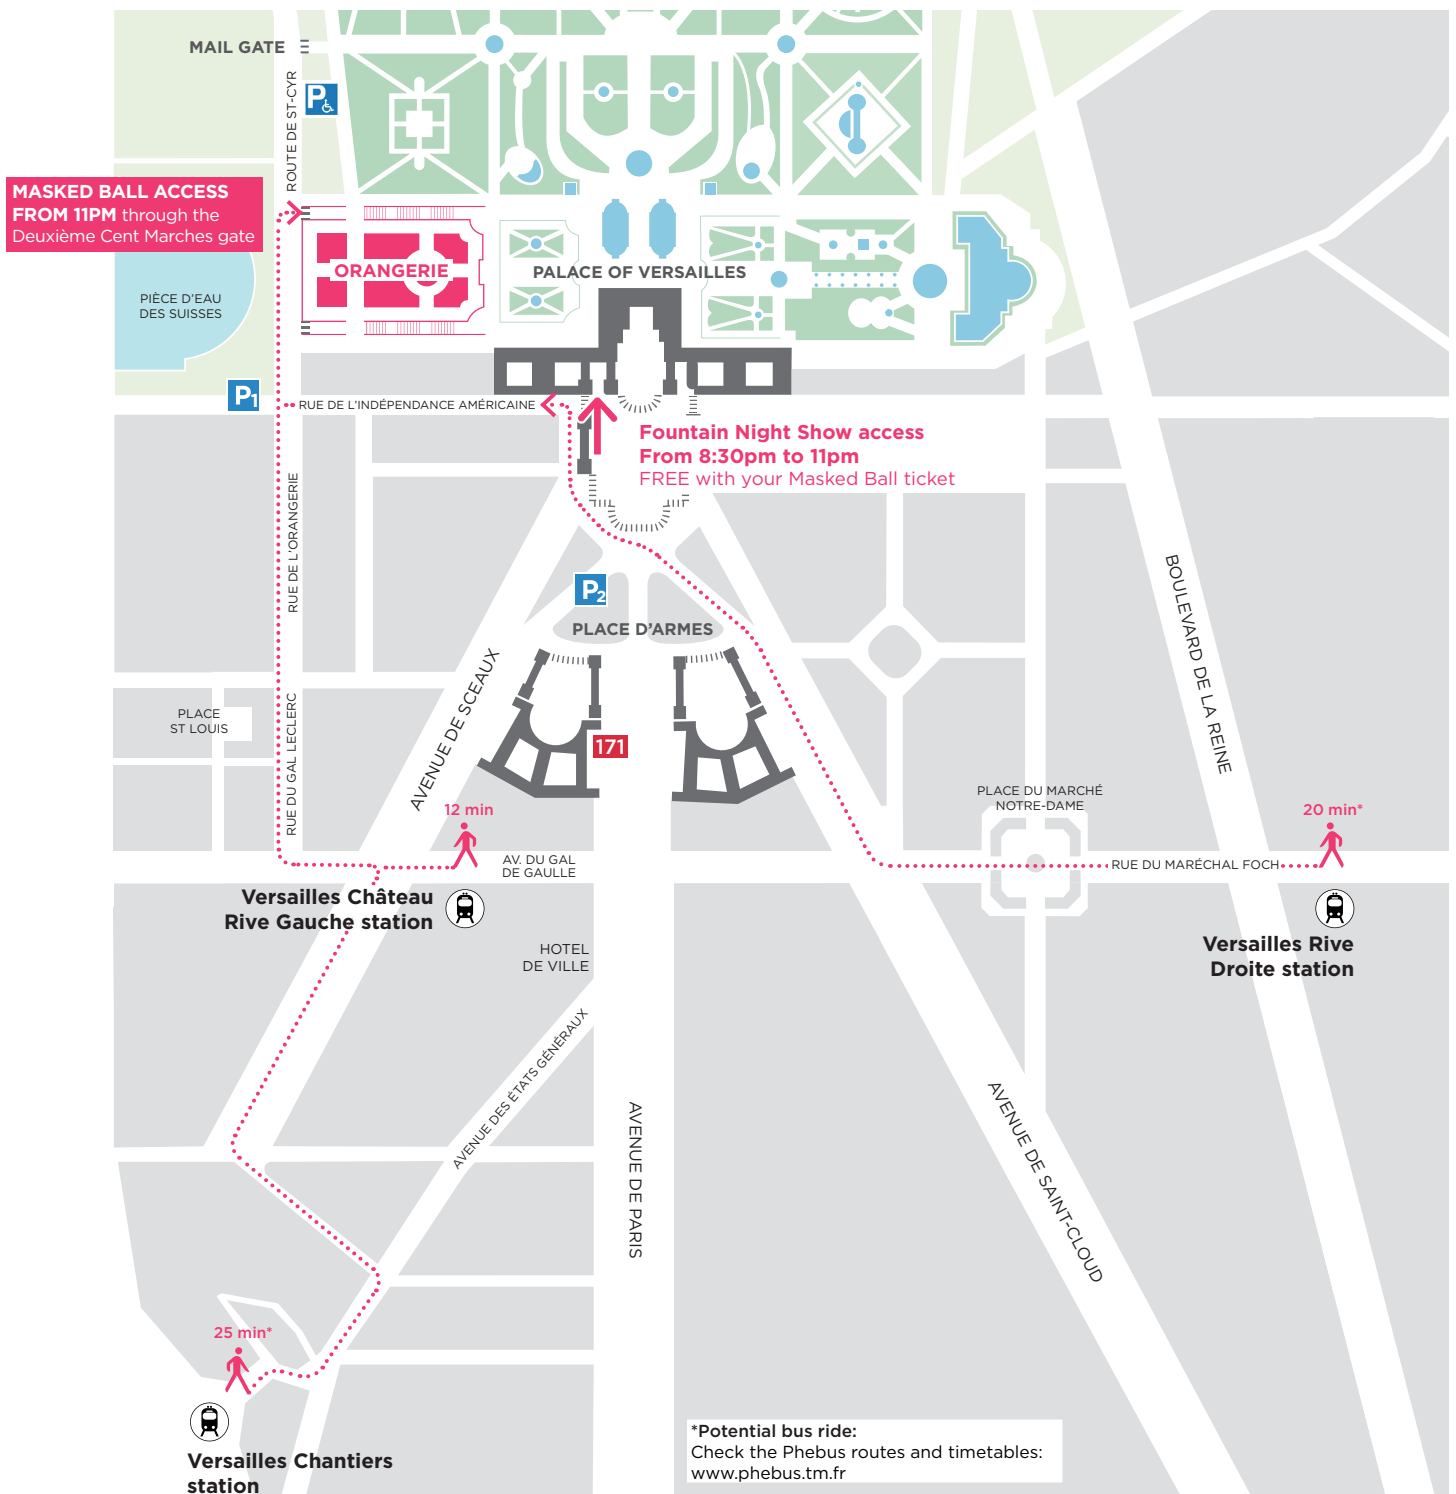 MAIL GATE
ROUTE DE ST-CYR
P
MASKED BALL ACCESS
FROM 11PM through the
Deuxième Cent Marches gate
ORANGERIE
PALACE OF VERSAILLES
PIÈCE D'EAU
DES SUISSES
P1
RUE DE L'INDÉPENDANCE AMÉRICAINE
Fountain Night Show access
From 8:30pm to 11pm
FREE with your Masked Ball ticket
RUE DE L'ORANGERIE
P2
PLACE D'ARMES
BOULEVARD DE LA REINE
AVENUE DE SCEAUX
PLACE
ST LOUIS
RUE DU GAL LECLERC
171
12 min
PLACE DU MARCHÉ
NOTRE-DAME
20 min*
AV. DU GAL
DE GAULLE
RUE DU MARÉCHAL FOCH
Versailles Château
Rive Gauche station
Versailles Rive
Droite station
HOTEL
DE VILLE
AVENUE DES ÉTATS GÉNÉRAUX
AVENUE DE PARIS
AVENUE DE SAINT-CLOUD
25 min*
Versailles Chantiers
station
*Potential bus ride:
Check the Phebus routes and timetables:
www.phebus.tm.fr